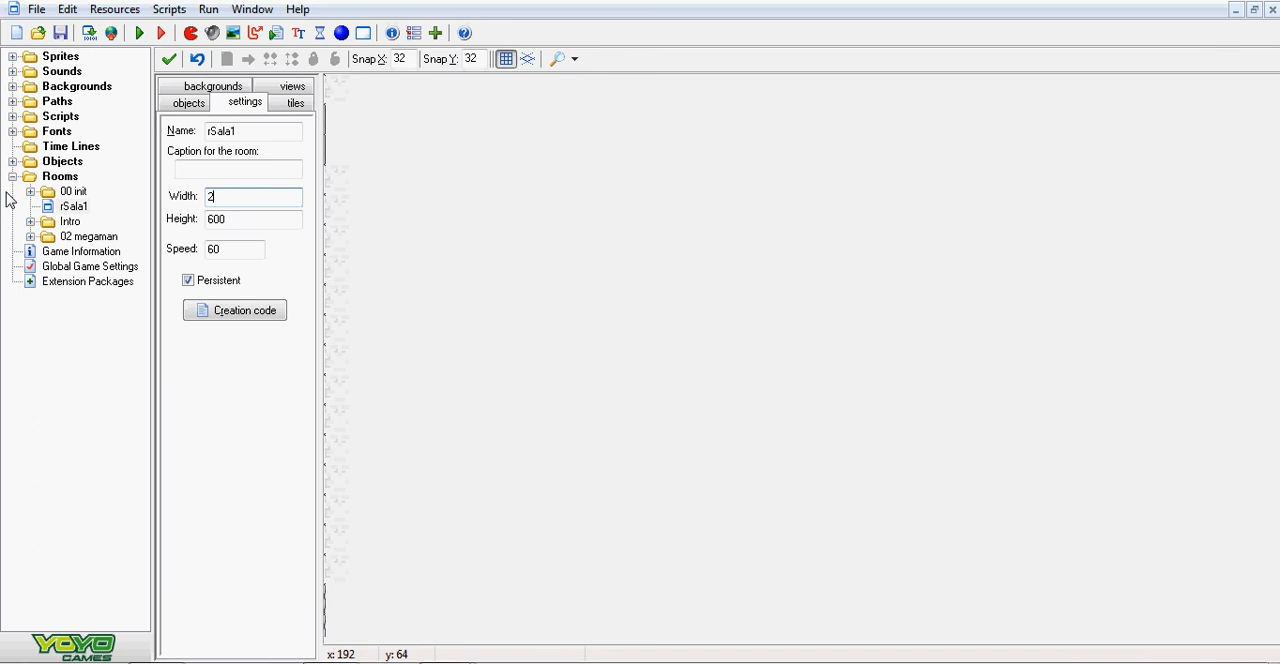 File Edit Resources Scripts Run Window Help
Snap X: 32 Snap Y: 32
Sprites
Sounds
Backgrounds
Paths
Scripts
Fonts
Time Lines
Objects
Rooms
00 init
rSala1
Intro
02 megaman
Game Information
Global Game Settings
Extension Packages
YOYO
GAMES
backgrounds views
objects settings tiles
Name: rSala1
Caption for the room:
Width: 2
Height: 600
Speed: 60
Persistent
Creation code
x: 192 y: 64